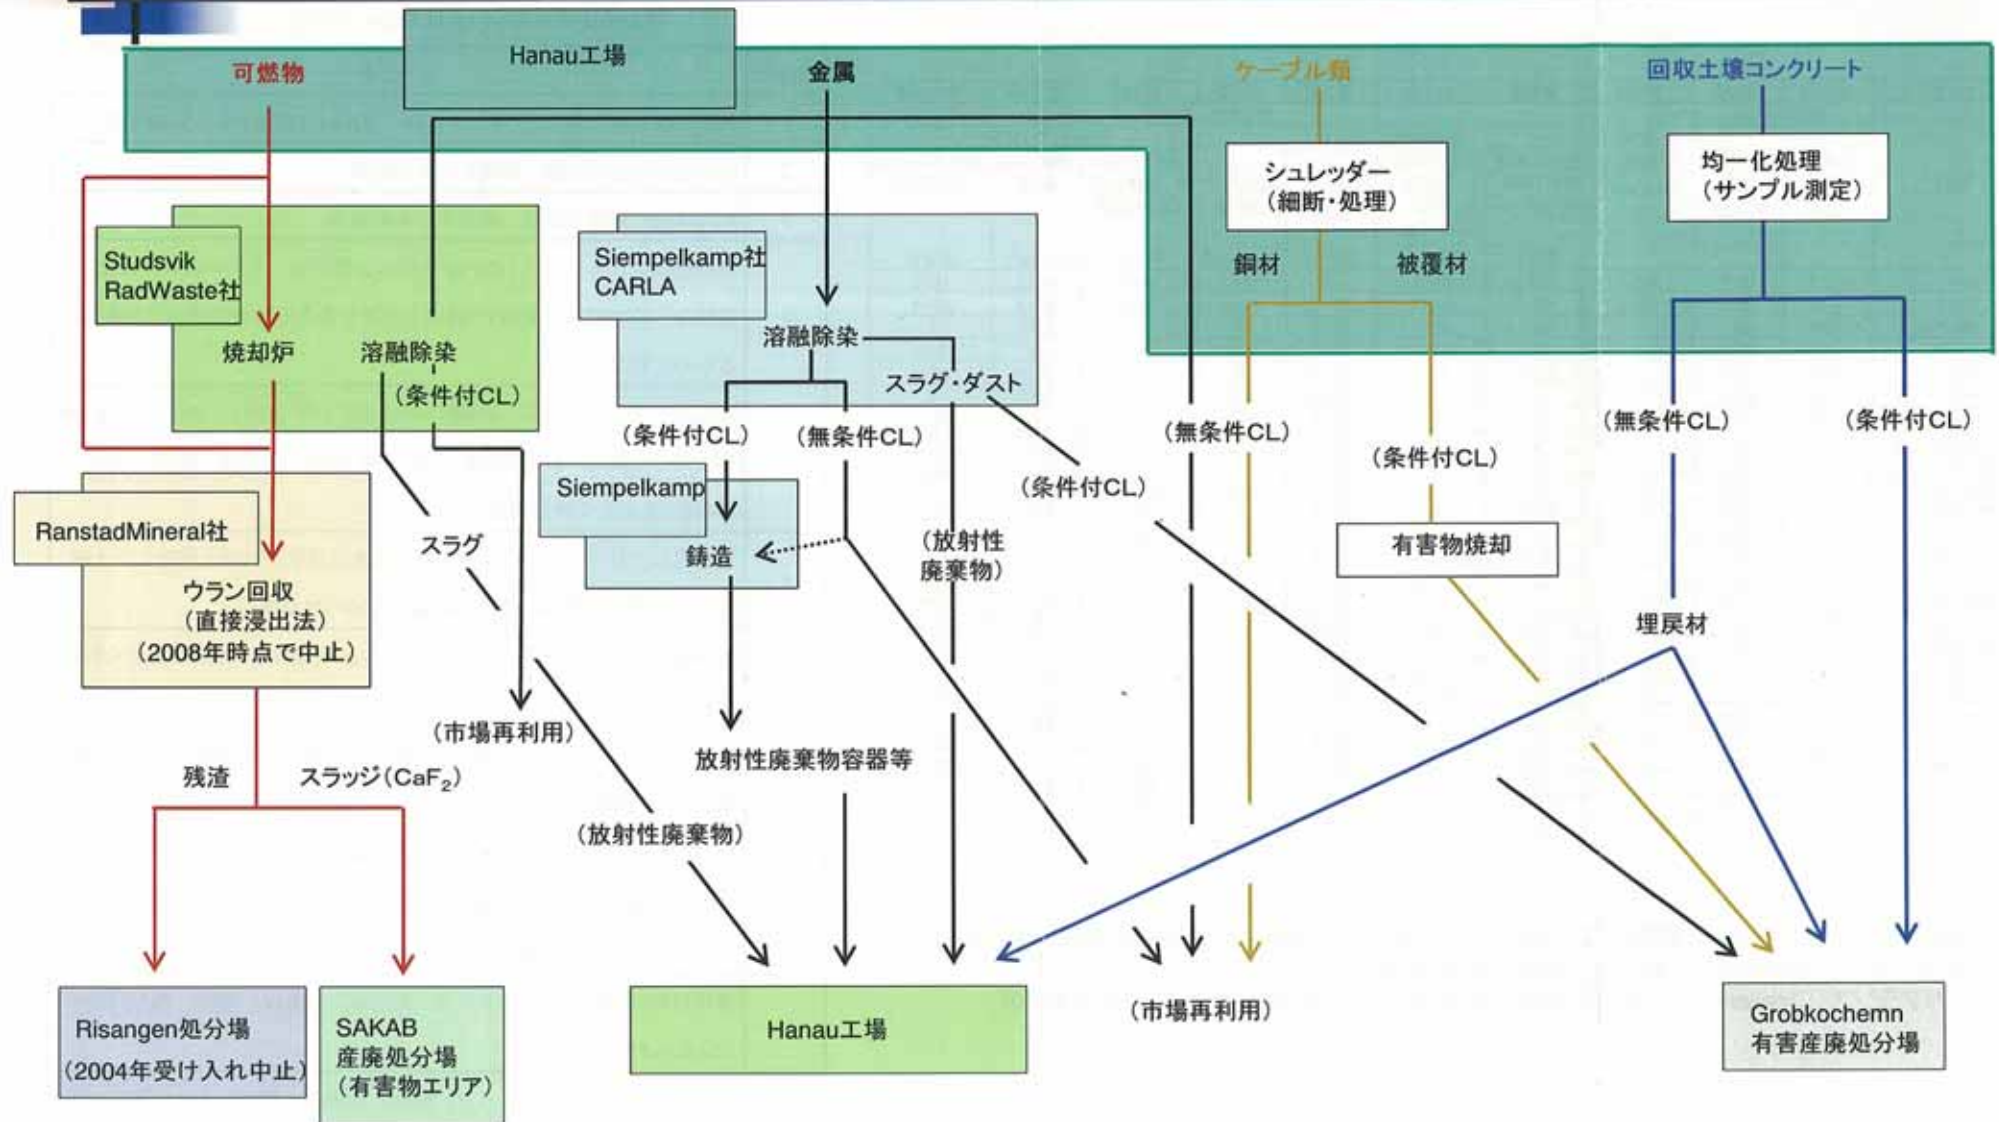 Hanau工場
可燃物
金属
ケーブル類
回収土壌コンクリート
シュレッダー
（細断・処理）
均一化処理
（サンプル測定）
銅材
被覆材
Studsvik
RadWaste社
Siempelkamp社
CARLA
焼却炉
溶融除染
（条件付CL）
溶融除染
スラグ・ダスト
（条件付CL）
（無条件CL）
（無条件CL）
（条件付CL）
（無条件CL）
（条件付CL）
（条件付CL）
Siempelkamp
鋳造
RanstadMineral社
ウラン回収
（直接浸出法）
（2008年時点で中止）
スラグ
（放射性
廃棄物）
有害物焼却
埋戻材
（市場再利用）
放射性廃棄物容器等
残渣
スラッジ（CaF₂）
（放射性廃棄物）
Risangen処分場
（2004年受け入れ中止）
SAKAB
産廃処分場
（有害物エリア）
Hanau工場
（市場再利用）
Grobkochemn
有害産廃処分場